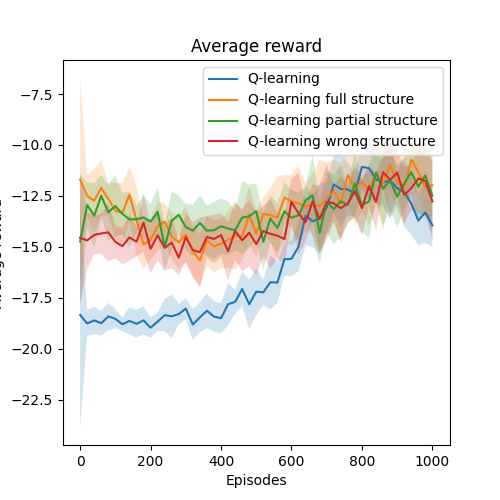 Average reward
Q-learning
Q-learning full structure
Q-learning partial structure
Q-learning wrong structure
−7.5
−10.0
−12.5
−15.0
−17.5
−20.0
−22.5
0 200 400 600 800 1000
Episodes